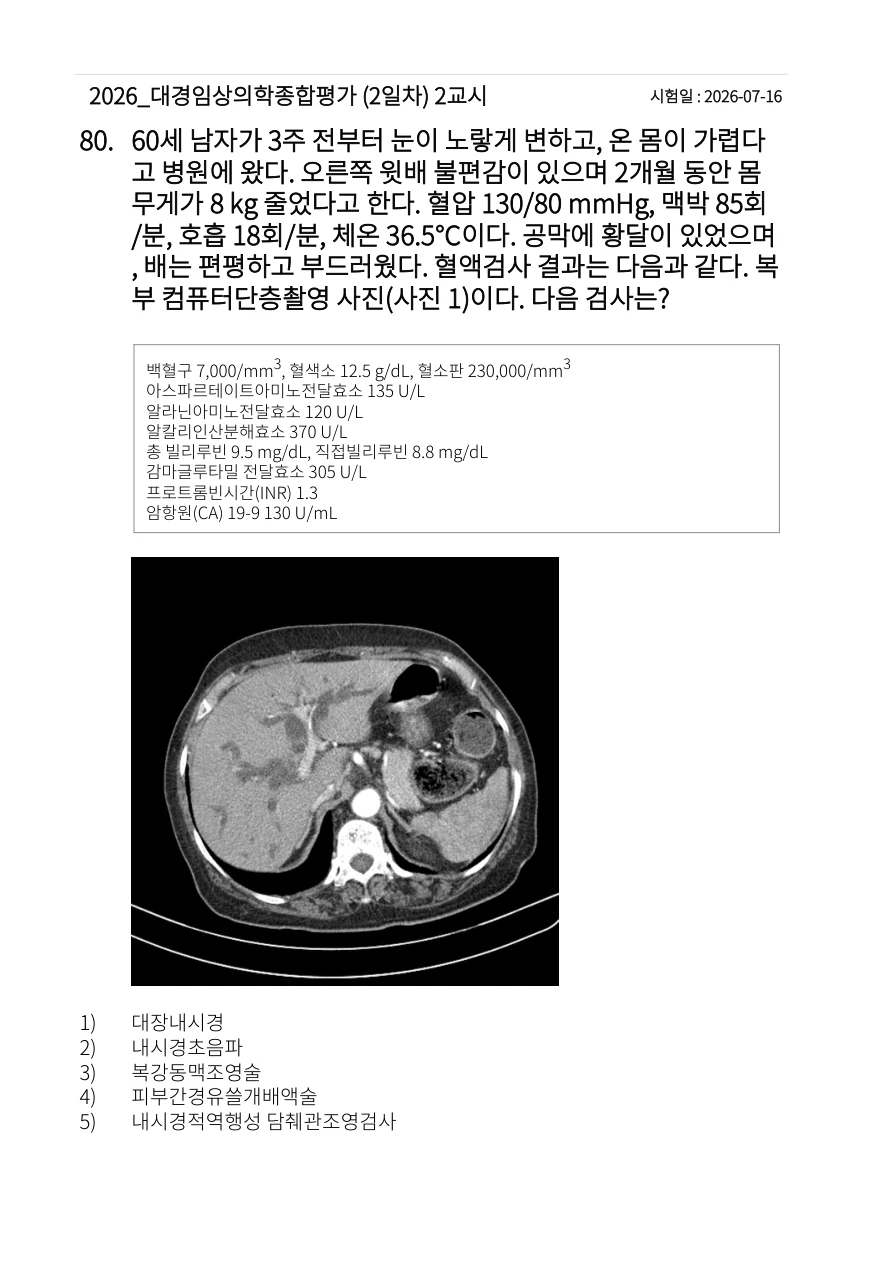 2026_대경임상의학종합평가 (2일차) 2교시
시험일 : 2026-07-16
80. 60세 남자가 3주 전부터 눈이 노랗게 변하고, 온 몸이 가렵다
고 병원에 왔다. 오른쪽 윗배 불편감이 있으며 2개월 동안 몸
무게가 8 kg 줄었다고 한다. 혈압 130/80 mmHg, 맥박 85회
/분, 호흡 18회/분, 체온 36.5°C이다. 공막에 황달이 있었으며
, 배는 편평하고 부드러웠다. 혈액검사 결과는 다음과 같다. 복
부 컴퓨터단층촬영 사진(사진 1)이다. 다음 검사는?
백혈구 7,000/mm³, 혈색소 12.5 g/dL, 혈소판 230,000/mm³
아스파르테이트아미노전달효소 135 U/L
알라닌아미노전달효소 120 U/L
알칼리인산분해효소 370 U/L
총 빌리루빈 9.5 mg/dL, 직접빌리루빈 8.8 mg/dL
감마글루타밀 전달효소 305 U/L
프로트롬빈시간(INR) 1.3
암항원(CA) 19-9 130 U/mL
1) 대장내시경
2) 내시경초음파
3) 복강동맥조영술
4) 피부간경유쓸개배액술
5) 내시경적역행성 담췌관조영검사